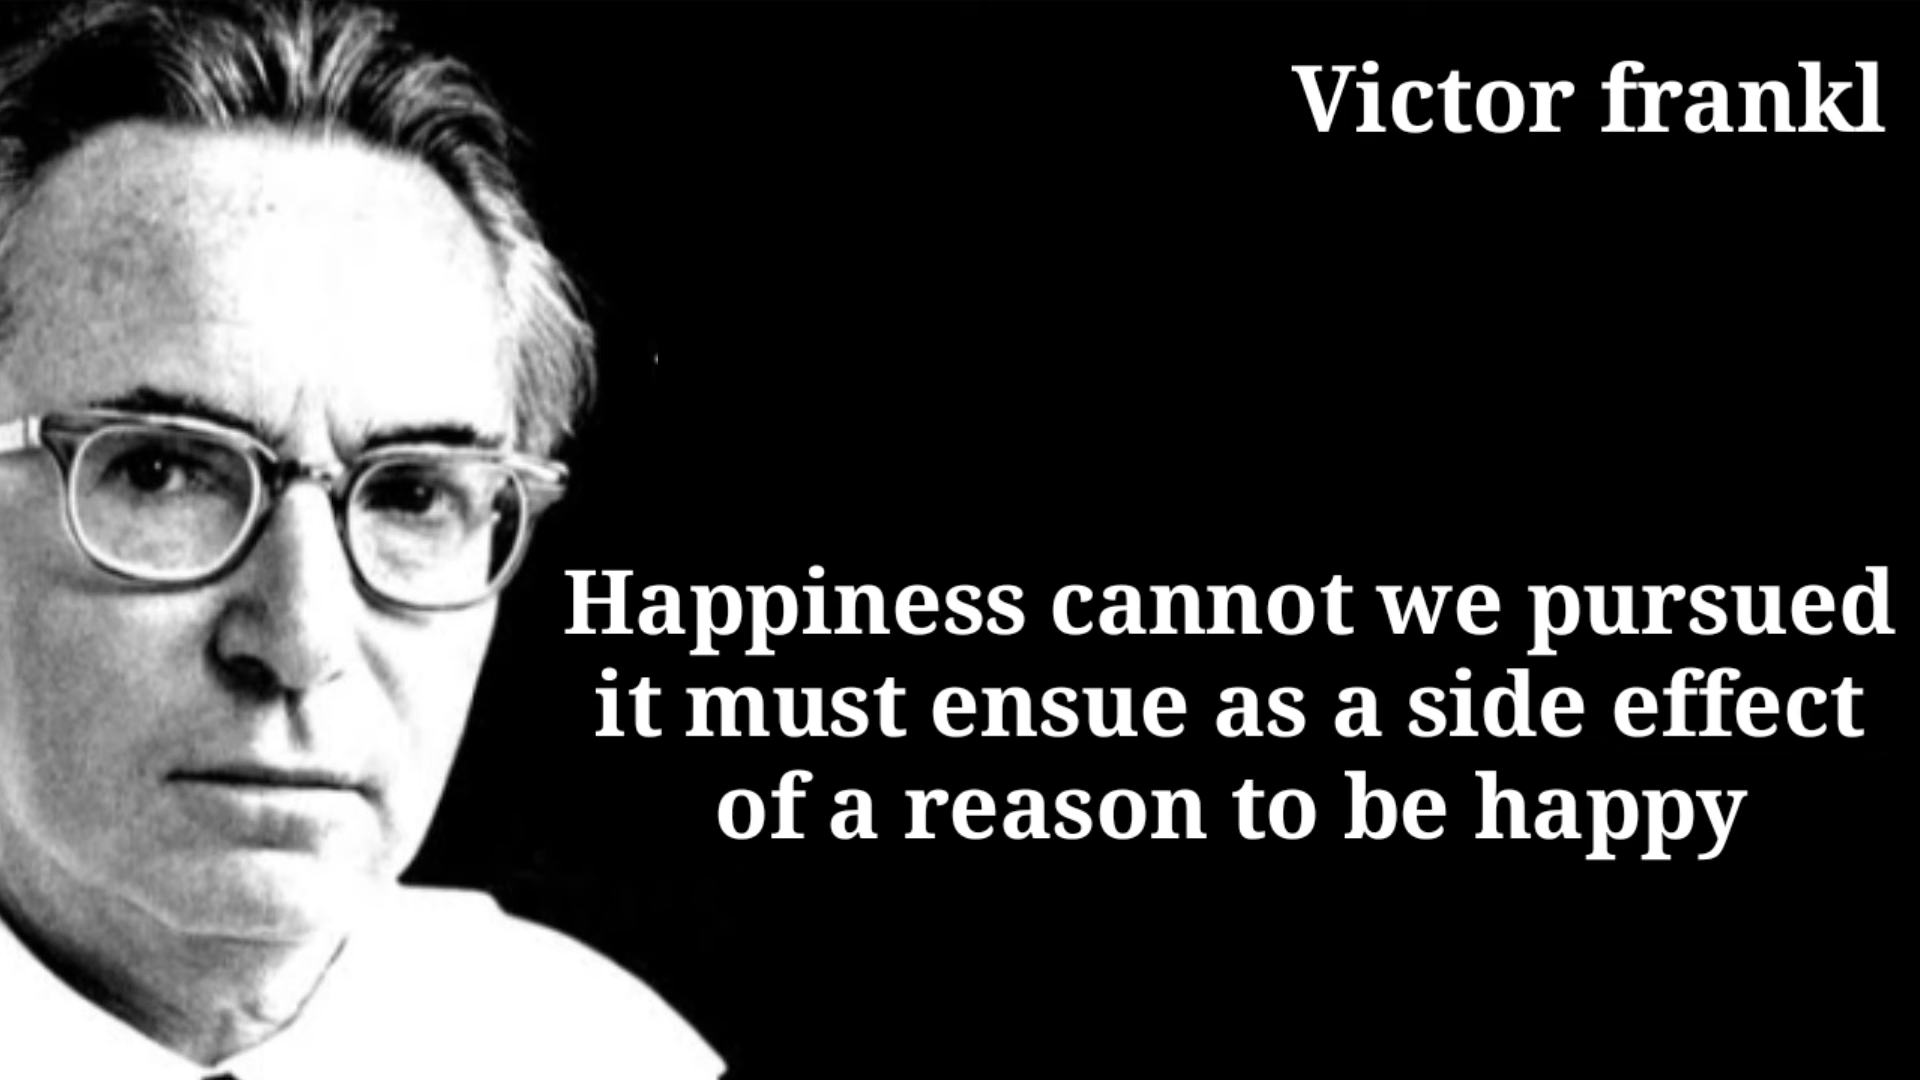 Victor frankl
Happiness cannot we pursued
it must ensue as a side effect
of a reason to be happy